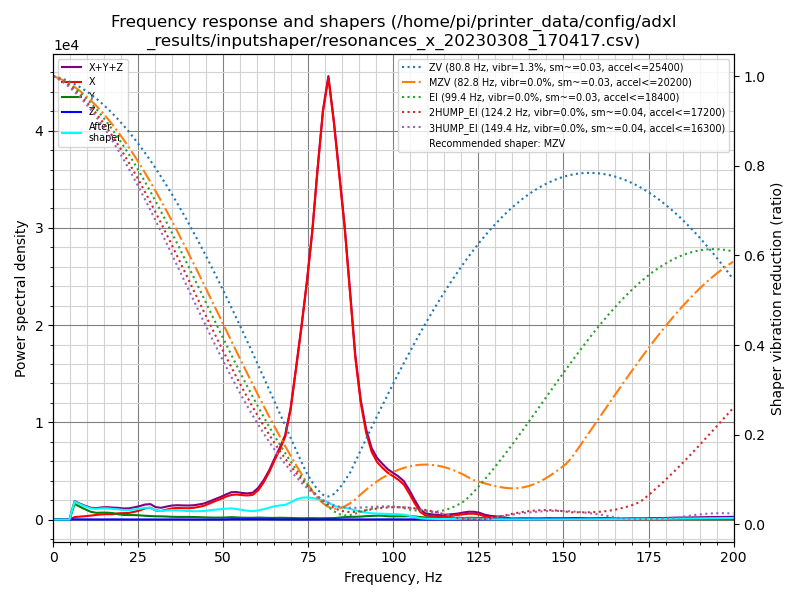 Frequency response and shapers (/home/pi/printer_data/config/adxl
_results/inputshaper/resonances_x_20230308_170417.csv)
1e4
X+Y+Z
X
Y
Z
After
shaper
ZV (80.8 Hz, vibr=1.3%, sm~=0.03, accel<=25400)
MZV (82.8 Hz, vibr=0.0%, sm~=0.03, accel<=20200)
EI (99.4 Hz, vibr=0.0%, sm~=0.03, accel<=18400)
2HUMP_EI (124.2 Hz, vibr=0.0%, sm~=0.04, accel<=17200)
3HUMP_EI (149.4 Hz, vibr=0.0%, sm~=0.04, accel<=16300)
Recommended shaper: MZV
Power spectral density
4
3
2
1
0
1.0
0.8
0.6
0.4
0.2
0.0
Shaper vibration reduction (ratio)
0 25 50 75 100 125 150 175 200
Frequency, Hz